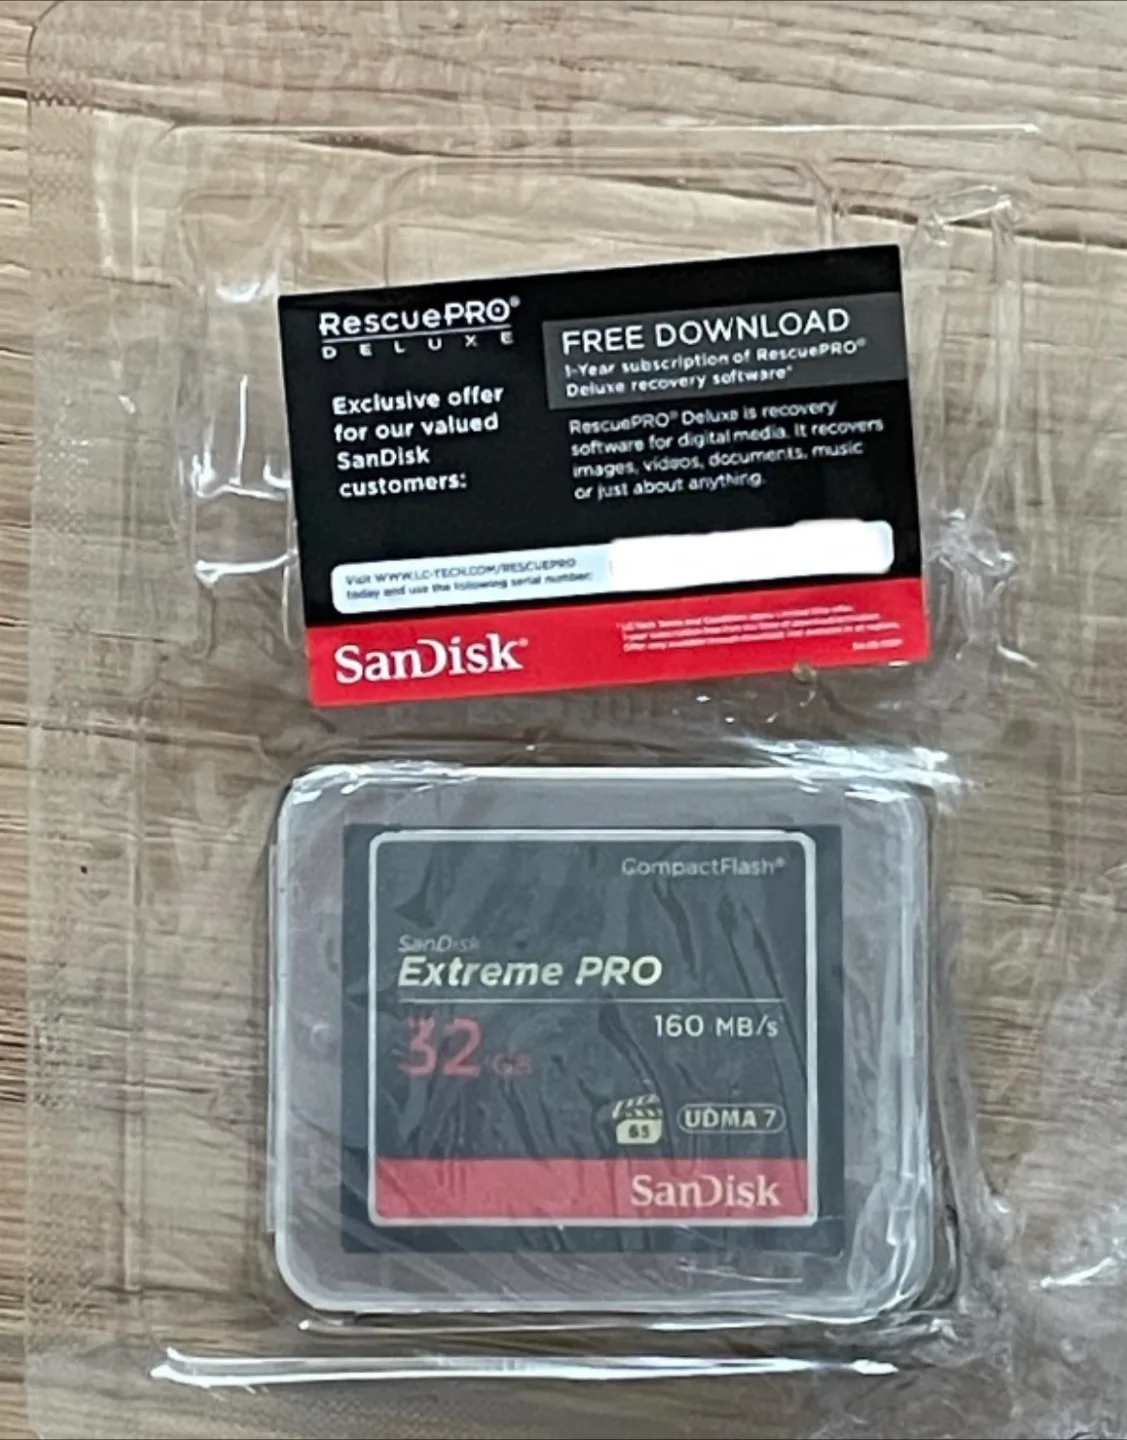 RescuePRO®
DELUXE
Exclusive offer
for our valued
SanDisk
customers:
FREE DOWNLOAD
1-Year subscription of RescuePRO®
Deluxe recovery software*
RescuePRO® Deluxe is recovery
software for digital media. It recovers
images, videos, documents, music
or just about anything.
Visit WWW.LC-TECH.COM/RESCUEPRO
today and use the following serial number:
SanDisk®
CompactFlash®
SanDisk
Extreme PRO
32 GB
160 MB/s
65
UDMA 7
SanDisk